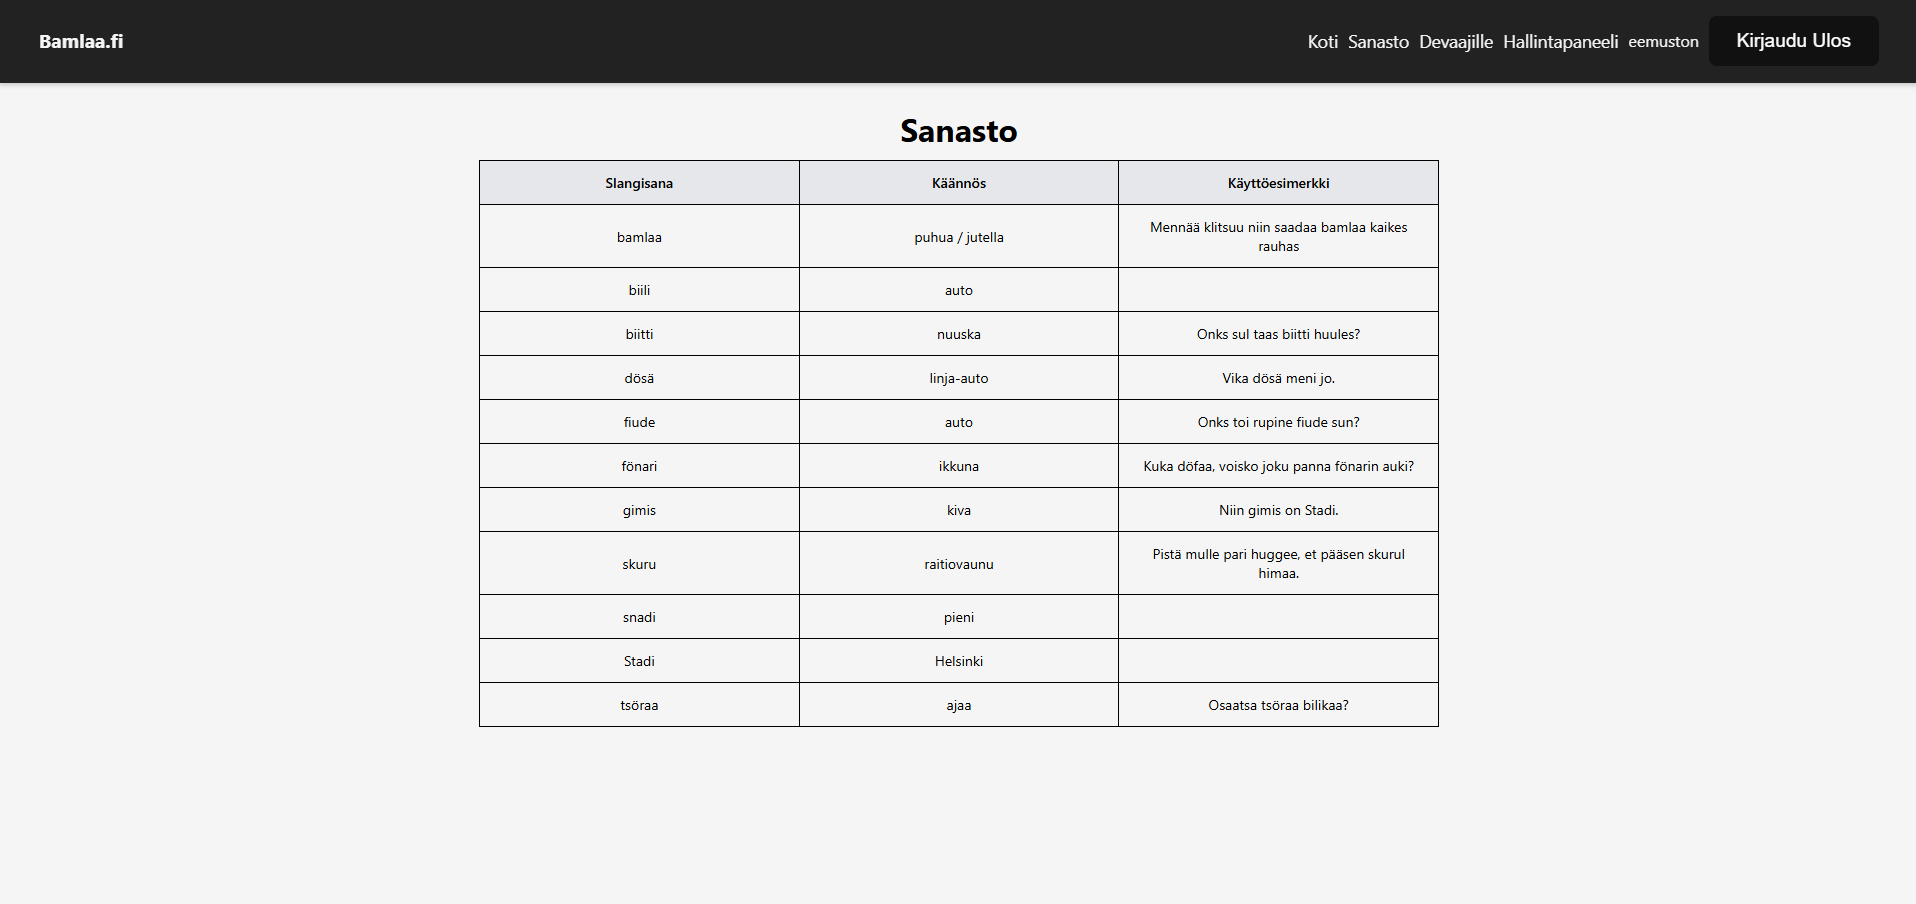 Bamlaa.fi
Koti Sanasto Devaajille Hallintapaneeli eemuston Kirjaudu Ulos
Sanasto
Slangisana Käännös Käyttöesimerkki
bamlaa puhua / jutella Mennää klitsuu niin saadaa bamlaa kaikes
rauhas
biili auto
biitti nuuska Onks sul taas biitti huules?
dösä linja-auto Vika dösä meni jo.
fiude auto Onks toi rupine fiude sun?
fönari ikkuna Kuka döfaa, voisko joku panna fönarin auki?
gimis kiva Niin gimis on Stadi.
skuru raitiovaunu Pistä mulle pari huggee, et pääsen skurul
himaa.
snadi pieni
Stadi Helsinki
tsöraa ajaa Osaatsa tsöraa bilikaa?